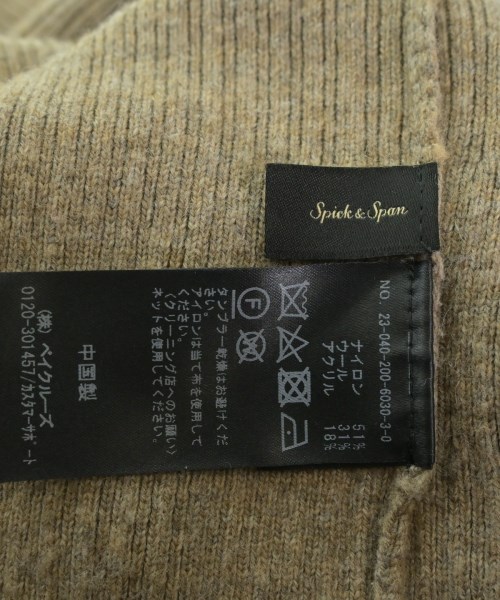 Spick & Span
NO. 23-040-200-6030-3-0
ナイロン 51%
ウール 31%
アクリル 18%
タンブラー乾燥はお避けくだ
さい。
アイロンは当て布を使用して
ください。
〈クリーニング店へのお願い〉
ネットを使用してください。
中国製
(株)ベイクルーズ
0120-301457/カスタマーサポート